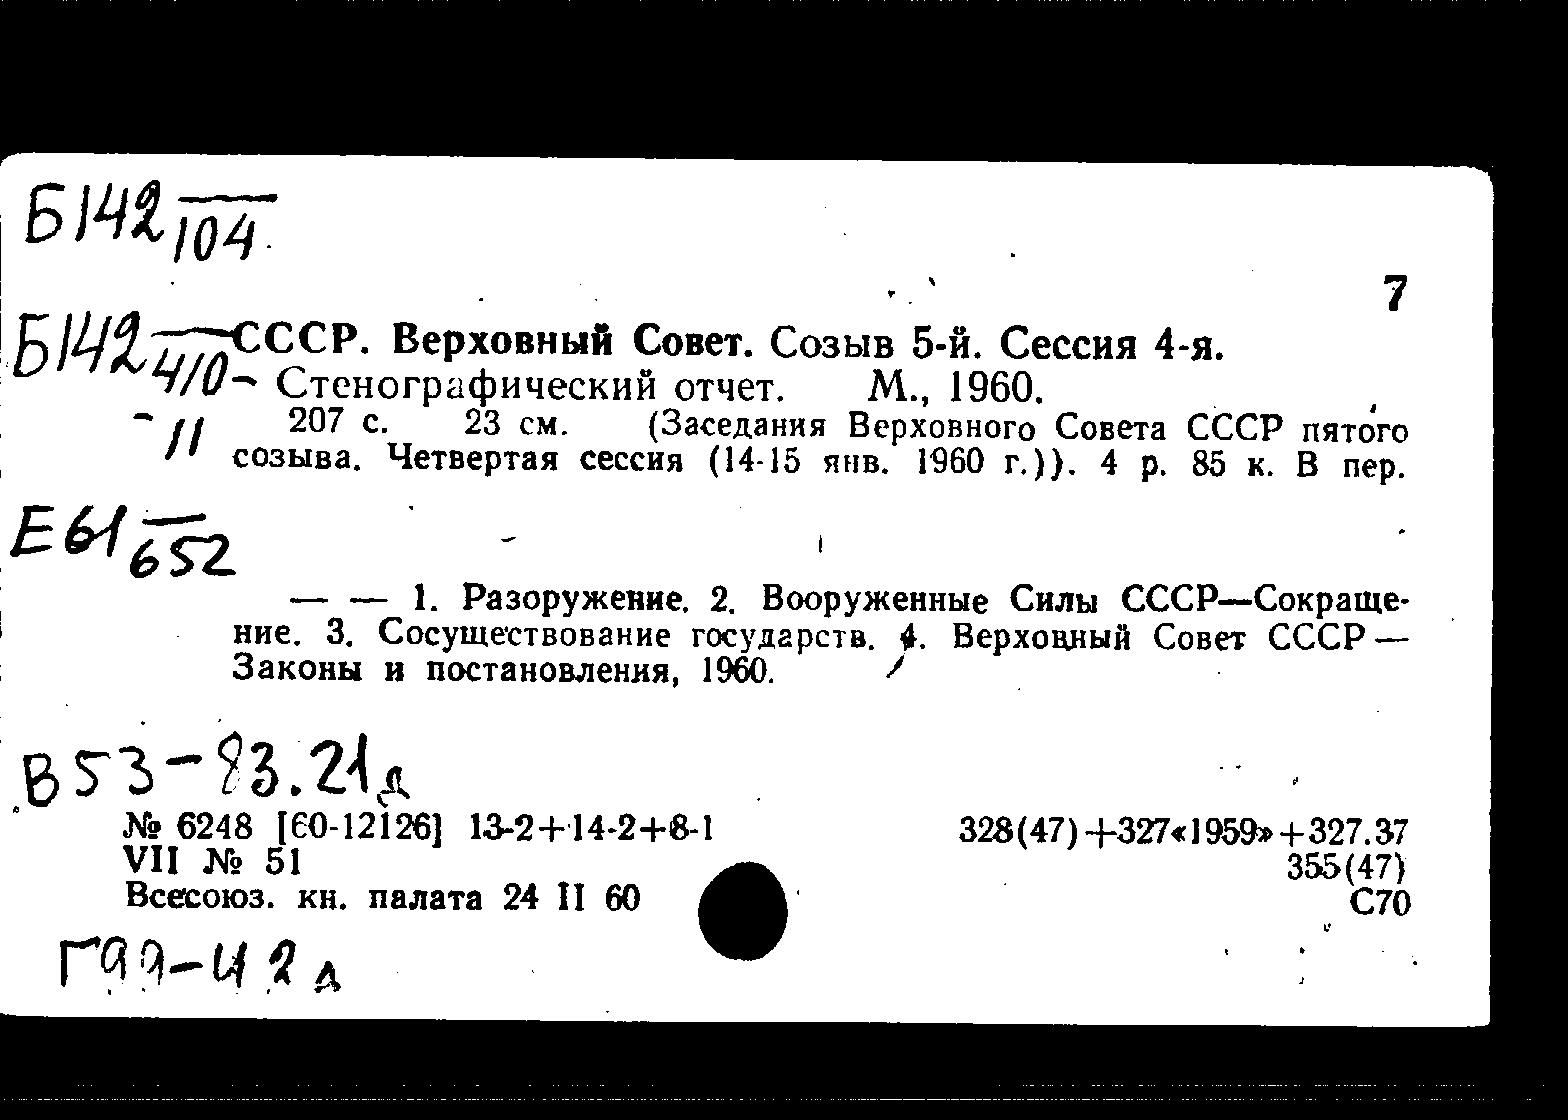 Б142 104
7
Б142 410 СССР. Верховный Совет. Созыв 5-й. Сессия 4-я.
– Стенографический отчет. М., 1960.
– 11 207 с. 23 см. (Заседания Верховного Совета СССР пятого
созыва. Четвертая сессия (14-15 янв. 1960 г.)). 4 р. 85 к. В пер.
Е61 652
— — 1. Разоружение. 2. Вооруженные Силы СССР—Сокраще-
ние. 3. Сосуществование государств. 4. Верховный Совет СССР —
Законы и постановления, 1960.
В53-83.21д
№ 6248 [60-12126] 13-2+14-2+8-1 328(47)+327«1959»+327.37
VII № 51 355(47)
Всесоюз. кн. палата 24 II 60 С70
Г99-42д